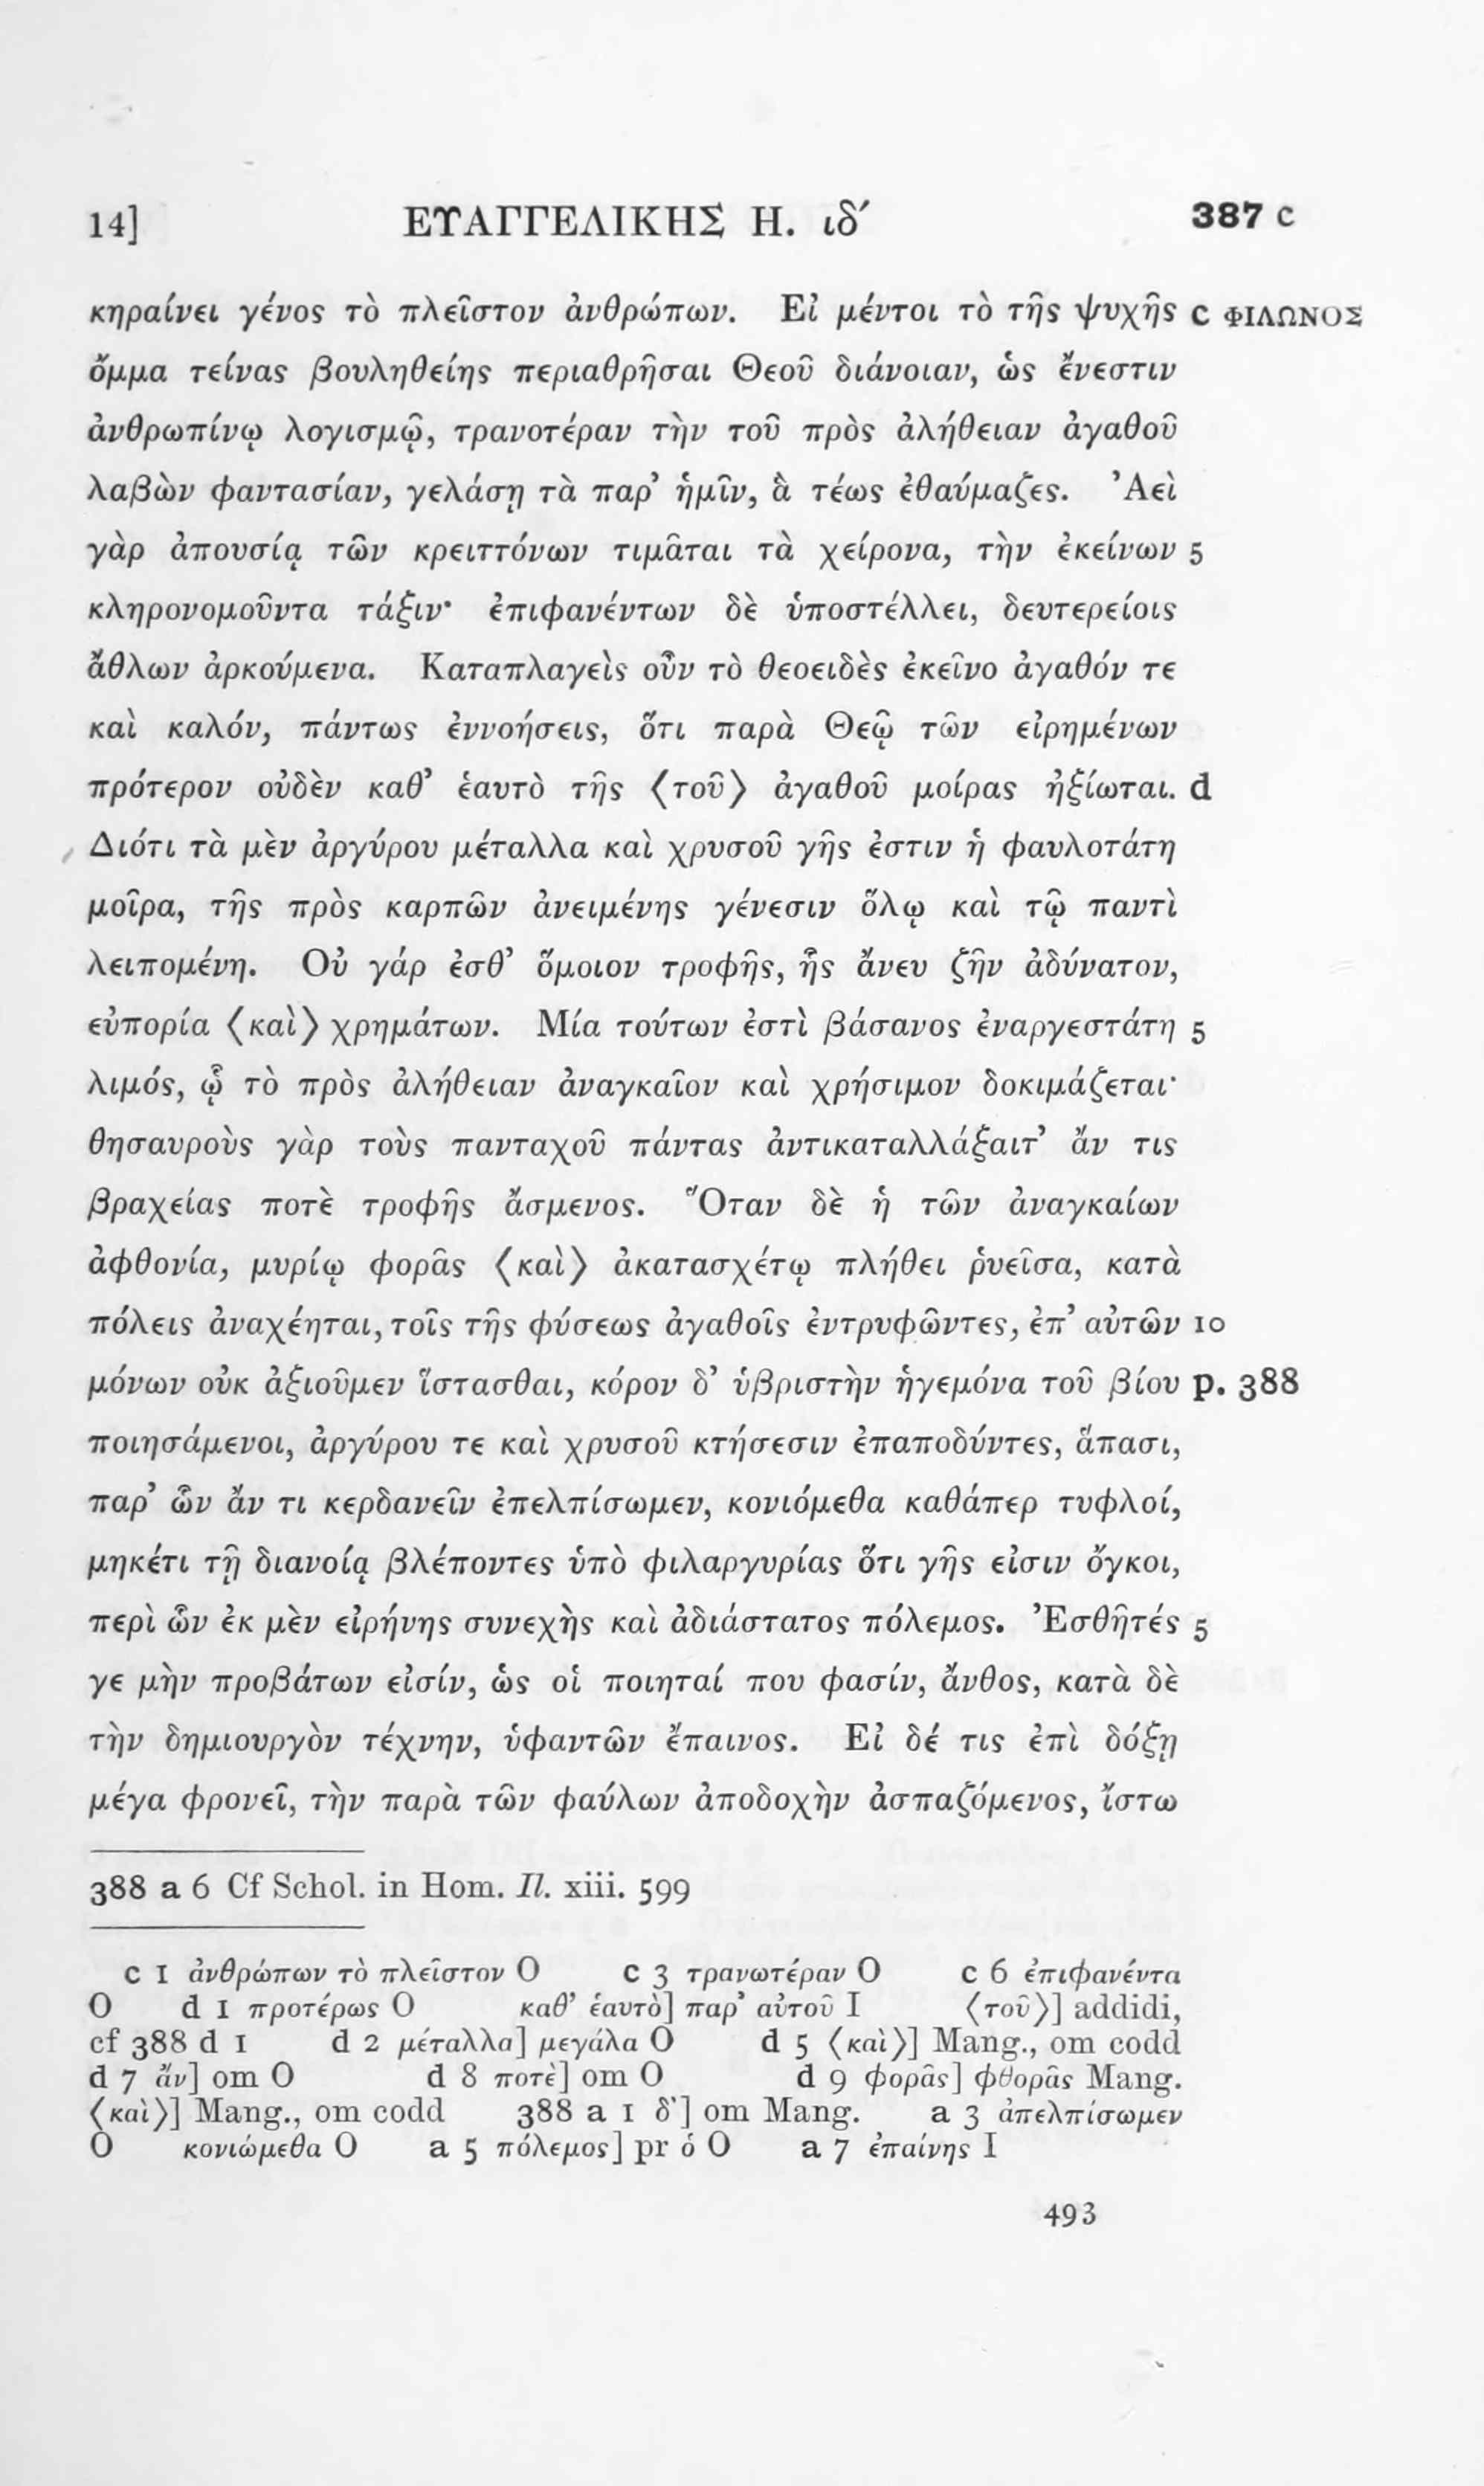 14] ΕΥΑΓΓΕΛΙΚΗΣ Η. ιδ′ 387 c
κηραίνει γένος τὸ πλεῖστον ἀνθρώπων. Εἰ μέντοι τὸ τῆς ψυχῆς c ΦΙΛΩΝΟΣ
ὄμμα τείνας βουληθείης περιαθρῆσαι Θεοῦ διάνοιαν, ὡς ἔνεστιν
ἀνθρωπίνῳ λογισμῷ, τρανοτέραν τὴν τοῦ πρὸς ἀλήθειαν ἀγαθοῦ
λαβὼν φαντασίαν, γελάσῃ τὰ παρ’ ἡμῖν, ἃ τέως ἐθαύμαζες. Ἀεὶ
γὰρ ἀπουσίᾳ τῶν κρειττόνων τιμᾶται τὰ χείρονα, τὴν ἐκείνων 5
κληρονομοῦντα τάξιν· ἐπιφανέντων δὲ ὑποστέλλει, δευτερείοις
ἄθλων ἀρκούμενα. Καταπλαγεὶς οὖν τὸ θεοειδὲς ἐκεῖνο ἀγαθόν τε
καὶ καλόν, πάντως ἐννοήσεις, ὅτι παρὰ Θεῷ τῶν εἰρημένων
πρότερον οὐδὲν καθ’ ἑαυτὸ τῆς ⟨τοῦ⟩ ἀγαθοῦ μοίρας ἠξίωται. d
Διότι τὰ μὲν ἀργύρου μέταλλα καὶ χρυσοῦ γῆς ἐστιν ἡ φαυλοτάτη
μοῖρα, τῆς πρὸς καρπῶν ἀνειμένης γένεσιν ὅλῳ καὶ τῷ παντὶ
λειπομένη. Οὐ γάρ ἐσθ’ ὅμοιον τροφῆς, ἧς ἄνευ ζῆν ἀδύνατον,
εὐπορία ⟨καὶ⟩ χρημάτων. Μία τούτων ἐστὶ βάσανος ἐναργεστάτη 5
λιμός, ᾧ τὸ πρὸς ἀλήθειαν ἀναγκαῖον καὶ χρήσιμον δοκιμάζεται·
θησαυροὺς γὰρ τοὺς πανταχοῦ πάντας ἀντικαταλλάξαιτ’ ἄν τις
βραχείας ποτὲ τροφῆς ἄσμενος. Ὅταν δὲ ἡ τῶν ἀναγκαίων
ἀφθονία, μυρίῳ φορᾶς ⟨καὶ⟩ ἀκατασχέτῳ πλήθει ῥυεῖσα, κατὰ
πόλεις ἀναχέηται, τοῖς τῆς φύσεως ἀγαθοῖς ἐντρυφῶντες, ἐπ’ αὐτῶν 10
μόνων οὐκ ἀξιοῦμεν ἵστασθαι, κόρον δ’ ὑβριστὴν ἡγεμόνα τοῦ βίου p. 388
ποιησάμενοι, ἀργύρου τε καὶ χρυσοῦ κτήσεσιν ἐπαποδύντες, ἅπασι,
παρ’ ὧν ἄν τι κερδανεῖν ἐπελπίσωμεν, κονιόμεθα καθάπερ τυφλοί,
μηκέτι τῇ διανοίᾳ βλέποντες ὑπὸ φιλαργυρίας ὅτι γῆς εἰσιν ὄγκοι,
περὶ ὧν ἐκ μὲν εἰρήνης συνεχὴς καὶ ἀδιάστατος πόλεμος. Ἐσθῆτές 5
γε μὴν προβάτων εἰσίν, ὡς οἱ ποιηταί που φασίν, ἄνθος, κατὰ δὲ
τὴν δημιουργὸν τέχνην, ὑφαντῶν ἔπαινος. Εἰ δέ τις ἐπὶ δόξῃ
μέγα φρονεῖ, τὴν παρὰ τῶν φαύλων ἀποδοχὴν ἀσπαζόμενος, ἴστω
388 a 6 Cf Schol. in Hom. Il. xiii. 599
c 1 ἀνθρώπων τὸ πλεῖστον O c 3 τρανωτέραν O c 6 ἐπιφανέντα
O d 1 προτέρως O καθ’ ἑαυτὸ] παρ’ αὐτοῦ I ⟨τοῦ⟩] addidi,
cf 388 d 1 d 2 μέταλλα] μεγάλα O d 5 ⟨καὶ⟩] Mang., om codd
d 7 ἄν] om O d 8 ποτὲ] om O d 9 φορᾶς] φθορᾶς Mang.
⟨καὶ⟩] Mang., om codd 388 a 1 δ’] om Mang. a 3 ἀπελπίσωμεν
O κονιώμεθα O a 5 πόλεμος] pr ὁ O a 7 ἐπαίνης I
493